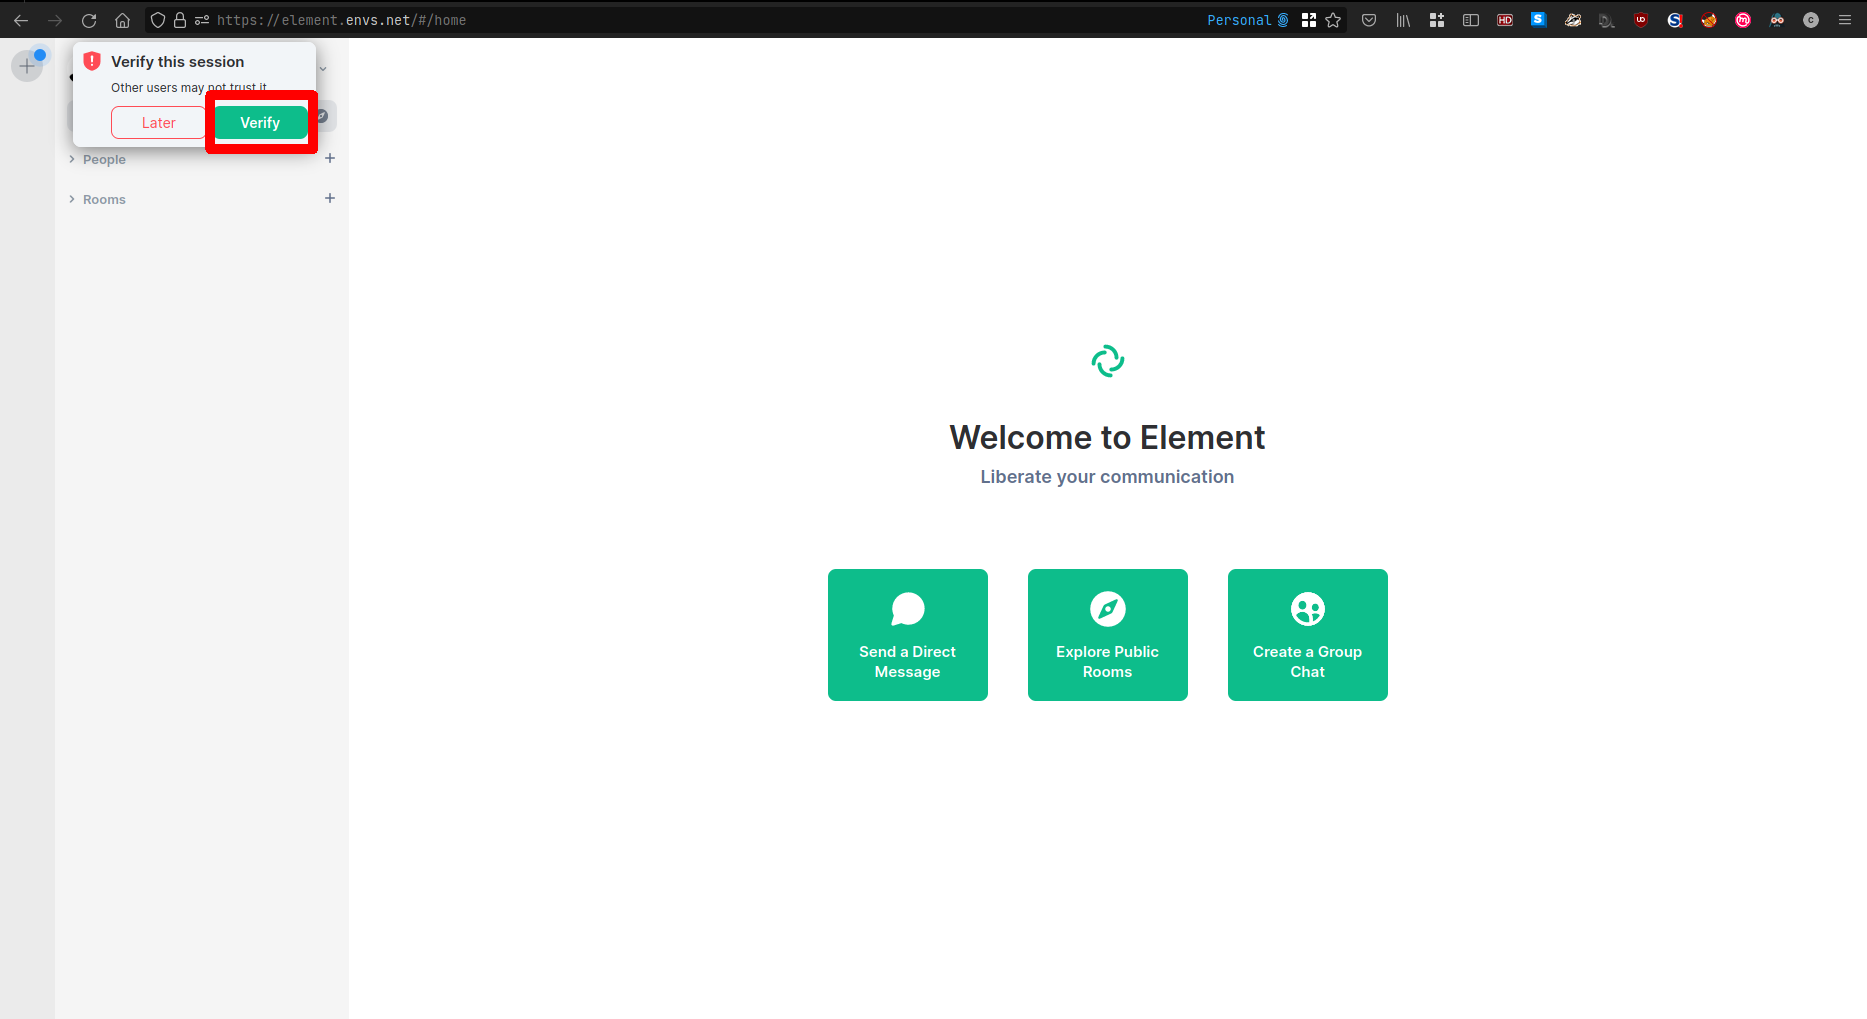 https://element.envs.net/#/home
Personal
HD
Verify this session
Other users may not trust it
Later
Verify
People
Rooms
Welcome to Element
Liberate your communication
Send a Direct
Message
Explore Public
Rooms
Create a Group
Chat